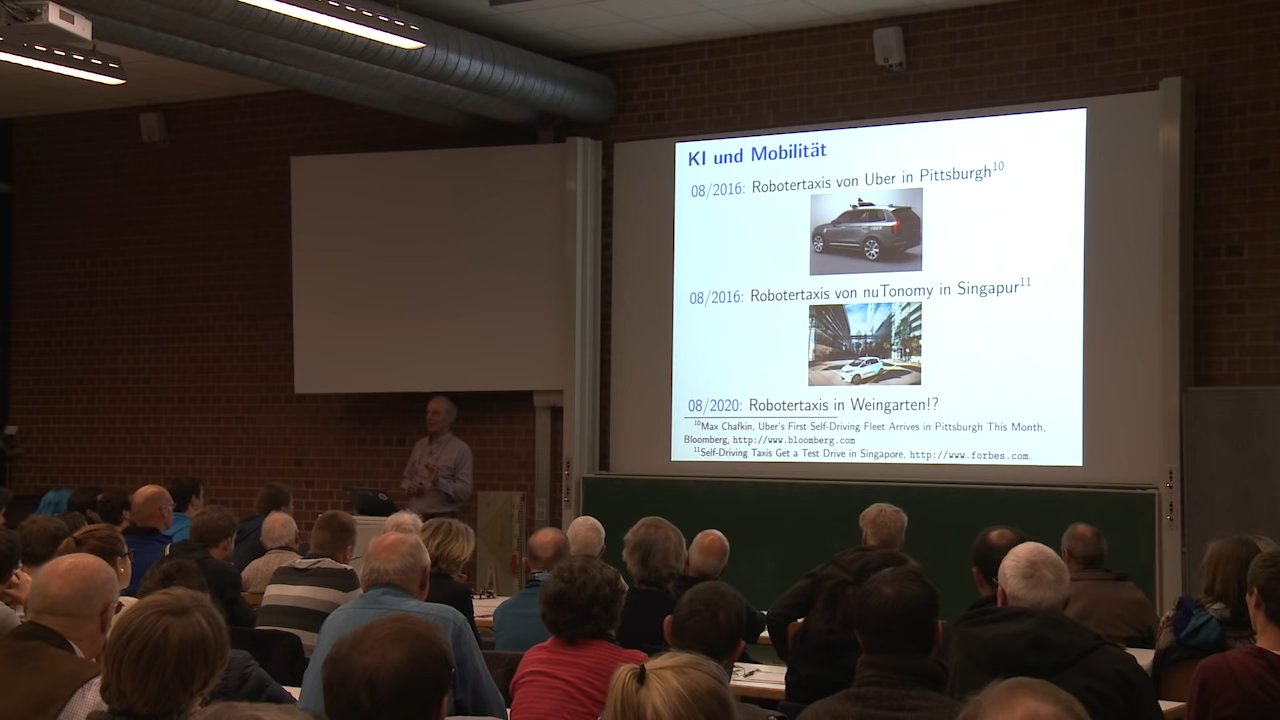 KI und Mobilität
08/2016: Robotertaxis von Uber in Pittsburgh¹⁰
UBER
08/2016: Robotertaxis von nuTonomy in Singapur¹¹
08/2020: Robotertaxis in Weingarten!?
¹⁰Max Chafkin, Uber's First Self-Driving Fleet Arrives in Pittsburgh This Month,
Bloomberg, http://www.bloomberg.com
¹¹Self-Driving Taxis Get a Test Drive in Singapore, http://www.forbes.com.